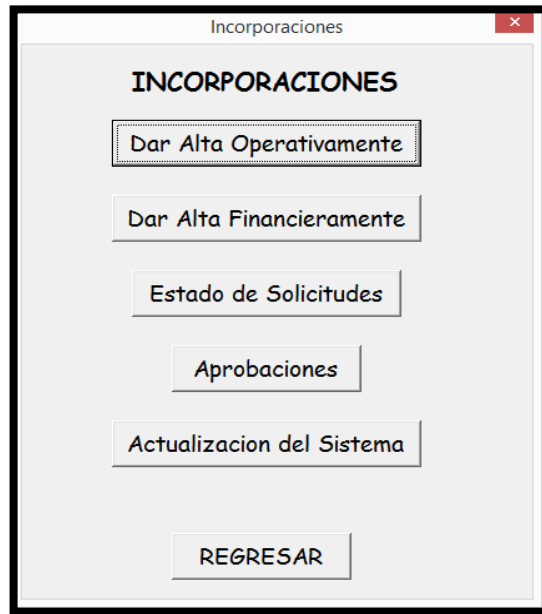 Incorporaciones
INCORPORACIONES
Dar Alta Operativamente
Dar Alta Financieramente
Estado de Solicitudes
Aprobaciones
Actualizacion del Sistema
REGRESAR